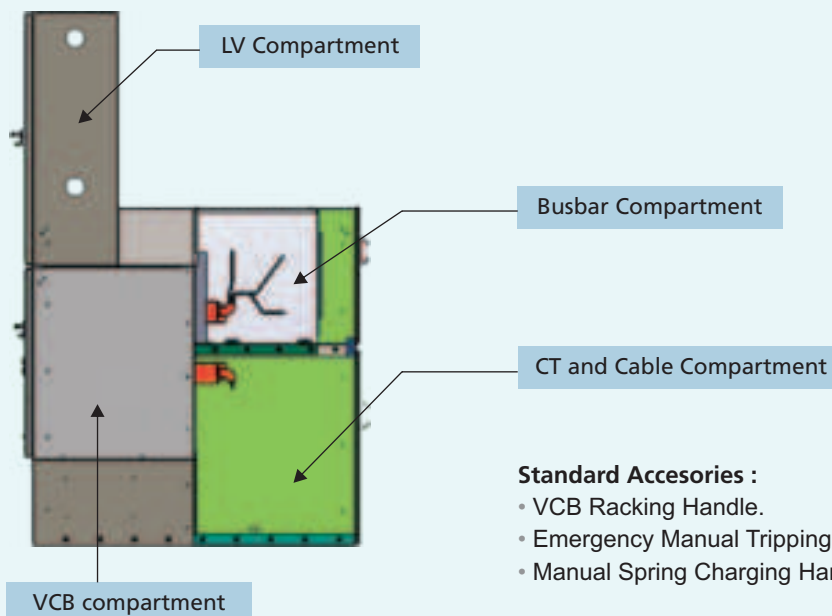 LV Compartment
Busbar Compartment
CT and Cable Compartment
Standard Accesories :
• VCB Racking Handle.
• Emergency Manual Tripping
• Manual Spring Charging Har
VCB compartment